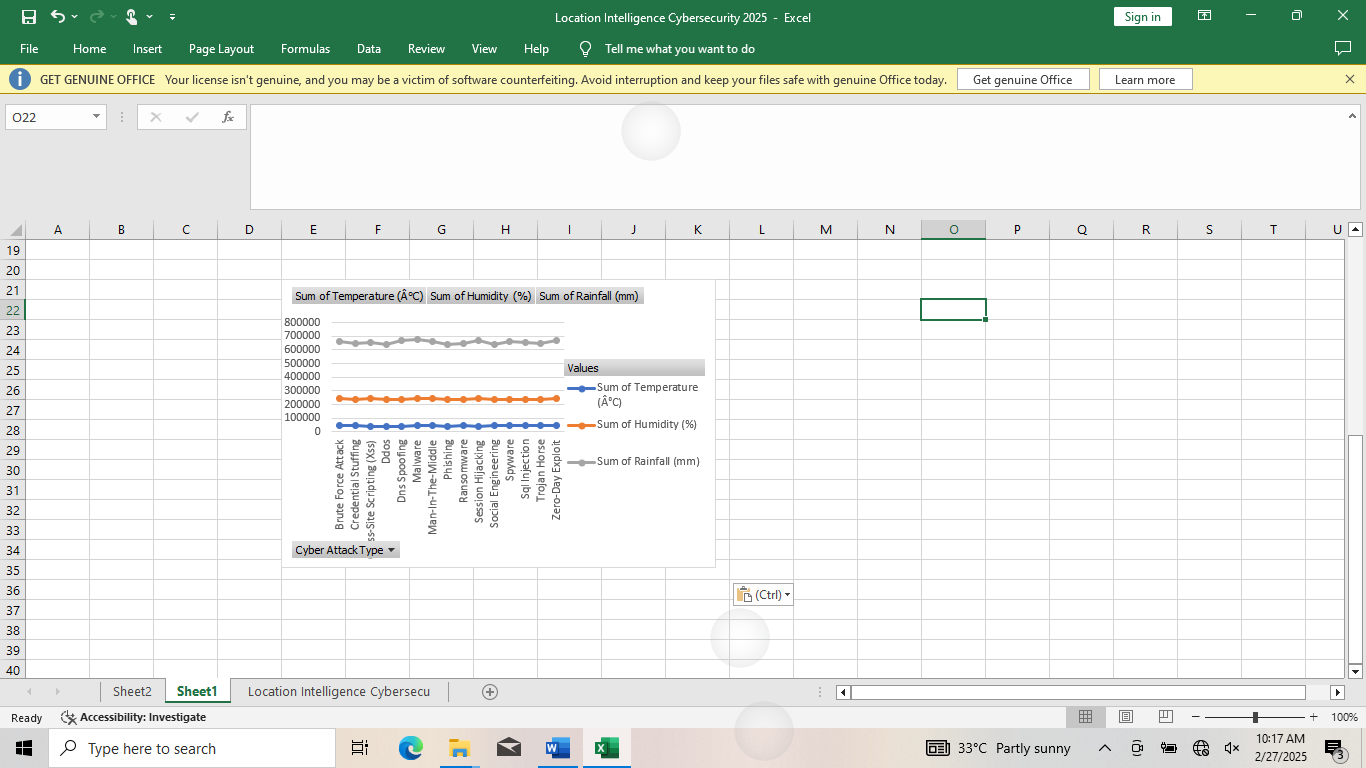 Location Intelligence Cybersecurity 2025 - Excel
Sign in
File Home Insert Page Layout Formulas Data Review View Help Tell me what you want to do
GET GENUINE OFFICE Your license isn't genuine, and you may be a victim of software counterfeiting. Avoid interruption and keep your files safe with genuine Office today. Get genuine Office Learn more
O22 fx
A B C D E F G H I J K L M N O P Q R S T U
19
20
21
22
23
24
25
26
27
28
29
30
31
32
33
34
35
36
37
38
39
40
Sum of Temperature (Â°C) Sum of Humidity (%) Sum of Rainfall (mm)
800000
700000
600000
500000
400000
300000
200000
100000
0
Values
Sum of Temperature
(Â°C)
Sum of Humidity (%)
Sum of Rainfall (mm)
Brute Force Attack
Credential Stuffing
ss-Site Scripting (Xss)
Ddos
Dns Spoofing
Malware
Man-In-The-Middle
Phishing
Ransomware
Session Hijacking
Social Engineering
Spyware
Sql Injection
Trojan Horse
Zero-Day Exploit
Cyber Attack Type
(Ctrl)
Sheet2 Sheet1 Location Intelligence Cybersecu
Ready Accessibility: Investigate 100%
Type here to search
33°C Partly sunny
10:17 AM
2/27/2025
3